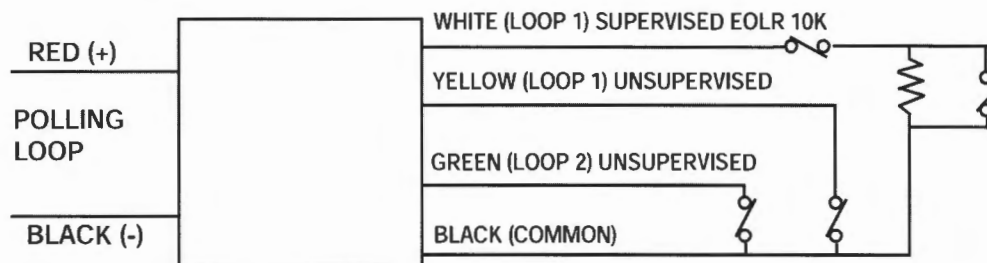 WHITE (LOOP 1) SUPERVISED EOLR 10K
RED (+)
YELLOW (LOOP 1) UNSUPERVISED
POLLING
LOOP
GREEN (LOOP 2) UNSUPERVISED
BLACK (-)
BLACK (COMMON)